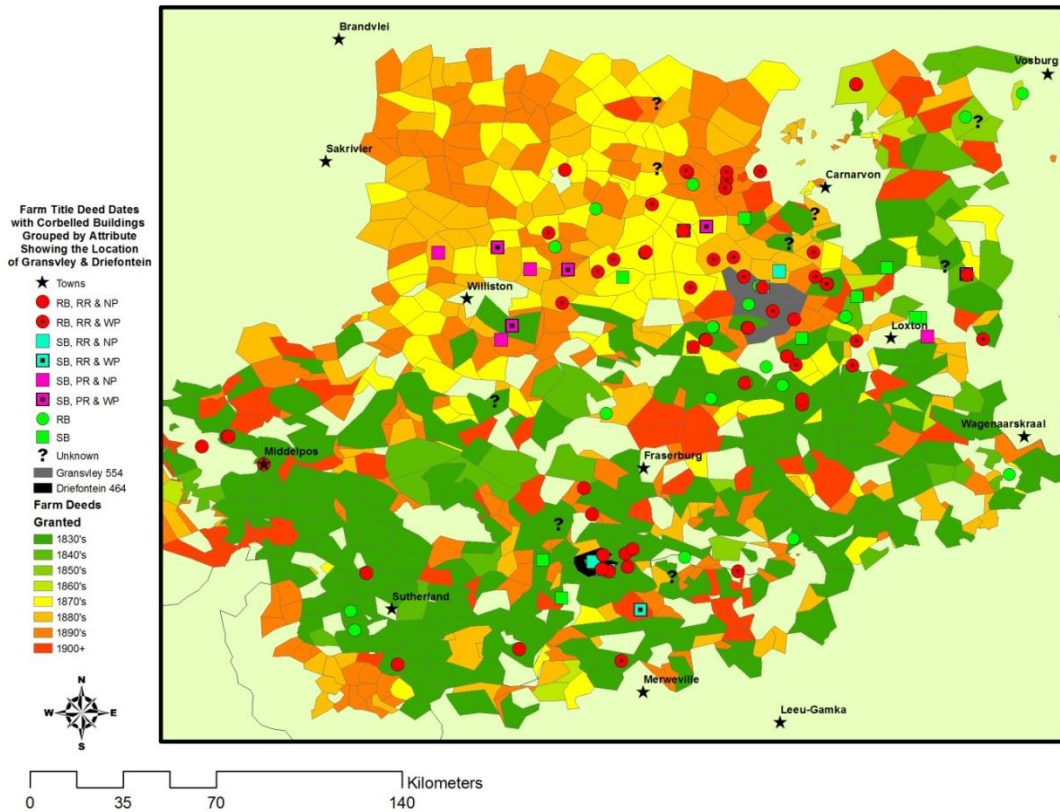 Brandvlei
Vosburg
Sakrivier
Carnarvon
Farm Title Deed Dates
with Corbelled Buildings
Grouped by Attribute
Showing the Location
of Gransvley & Driefontein
Towns
RB, RR & NP
RB, RR & WP
SB, RR & NP
SB, RR & WP
SB, PR & NP
SB, PR & WP
RB
SB
? Unknown
Gransvley 554
Driefontein 464
Farm Deeds
Granted
1830's
1840's
1850's
1860's
1870's
1880's
1890's
1900+
?
?
?
?
?
?
?
?
?
Williston
Loxton
Wagenaarskraal
Middelpos
Fraserburg
Sutherland
Merweville
Leeu-Gamka
N
W E
S
Kilometers
0 35 70 140